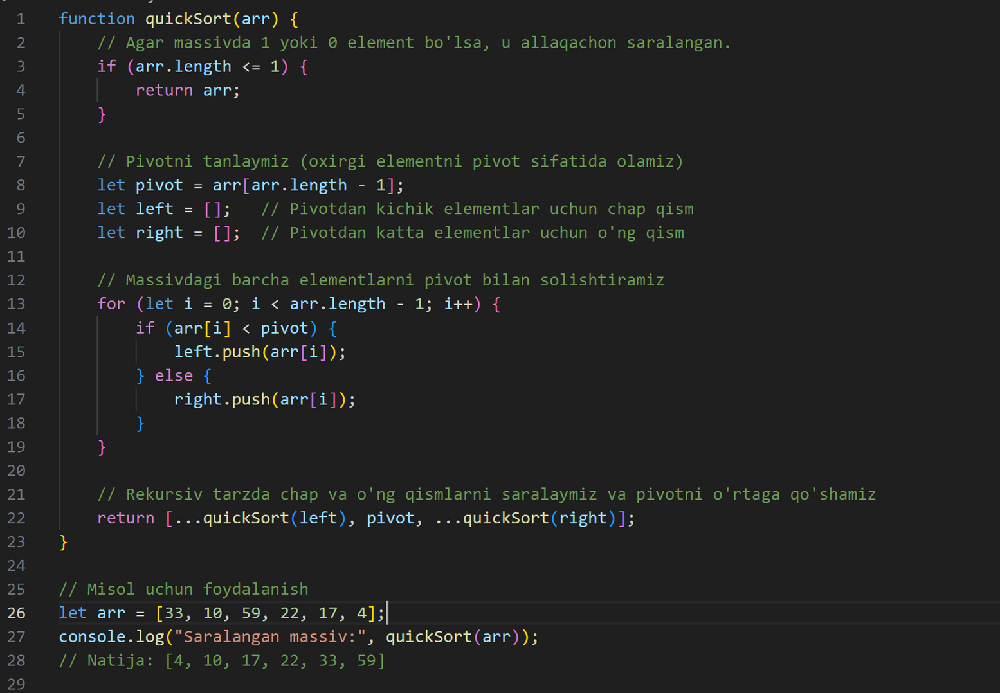 1 function quickSort(arr) {
2 // Agar massivda 1 yoki 0 element bo'lsa, u allaqachon saralangan.
3 if (arr.length <= 1) {
4 return arr;
5 }
6
7 // Pivotni tanlaymiz (oxirgi elementni pivot sifatida olamiz)
8 let pivot = arr[arr.length - 1];
9 let left = []; // Pivotdan kichik elementlar uchun chap qism
10 let right = []; // Pivotdan katta elementlar uchun o'ng qism
11
12 // Massivdagi barcha elementlarni pivot bilan solishtiramiz
13 for (let i = 0; i < arr.length - 1; i++) {
14 if (arr[i] < pivot) {
15 left.push(arr[i]);
16 } else {
17 right.push(arr[i]);
18 }
19 }
20
21 // Rekursiv tarzda chap va o'ng qismlarni saralaymiz va pivotni o'rtaga qo'shamiz
22 return [...quickSort(left), pivot, ...quickSort(right)];
23 }
24
25 // Misol uchun foydalanish
26 let arr = [33, 10, 59, 22, 17, 4];
27 console.log("Saralangan massiv:", quickSort(arr));
28 // Natija: [4, 10, 17, 22, 33, 59]
29